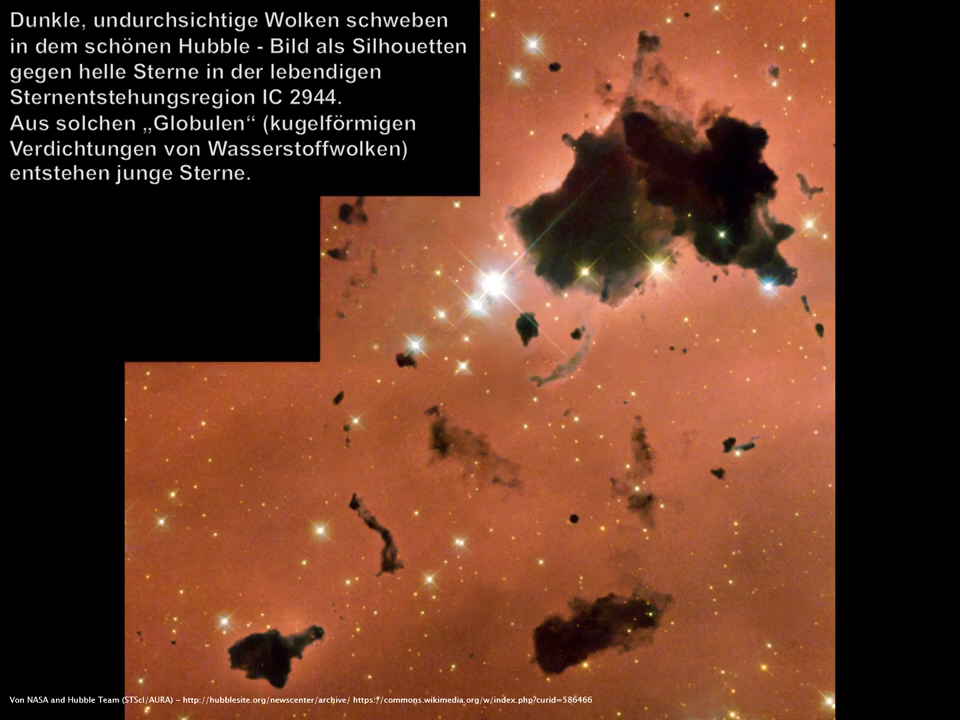 Dunkle, undurchsichtige Wolken schweben
in dem schönen Hubble - Bild als Silhouetten
gegen helle Sterne in der lebendigen
Sternentstehungsregion IC 2944.
Aus solchen „Globulen“ (kugelförmigen
Verdichtungen von Wasserstoffwolken)
entstehen junge Sterne.
Von NASA and Hubble Team (STScI/AURA) - http://hubblesite.org/newscenter/archive/ https://commons.wikimedia.org/w/index.php?curid=586466